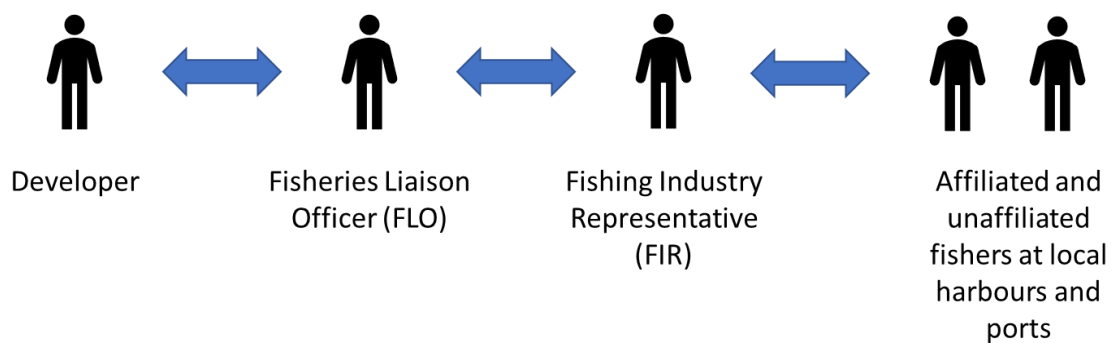 Developer
Fisheries Liaison
Officer (FLO)
Fishing Industry
Representative
(FIR)
Affiliated and
unaffiliated
fishers at local
harbours and
ports